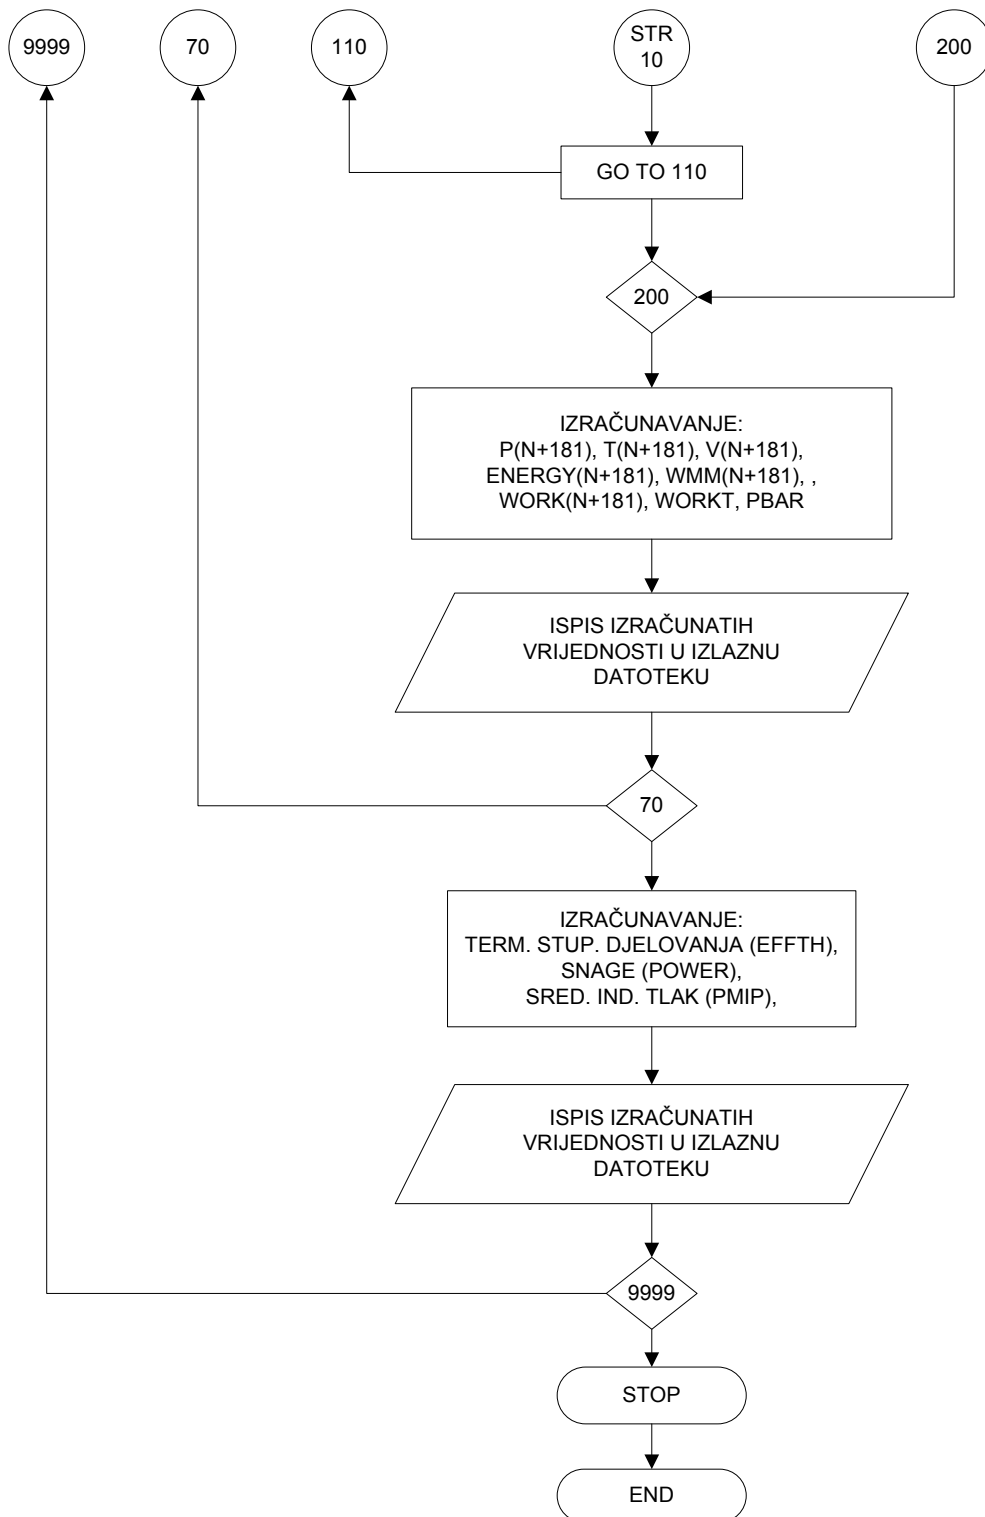 9999
70
110
STR
10
200
GO TO 110
200
IZRAČUNAVANJE:
P(N+181), T(N+181), V(N+181),
ENERGY(N+181), WMM(N+181), ,
WORK(N+181), WORKT, PBAR
ISPIS IZRAČUNATIH
VRIJEDNOSTI U IZLAZNU
DATOTEKU
70
IZRAČUNAVANJE:
TERM. STUP. DJELOVANJA (EFFTH),
SNAGE (POWER),
SRED. IND. TLAK (PMIP),
ISPIS IZRAČUNATIH
VRIJEDNOSTI U IZLAZNU
DATOTEKU
9999
STOP
END